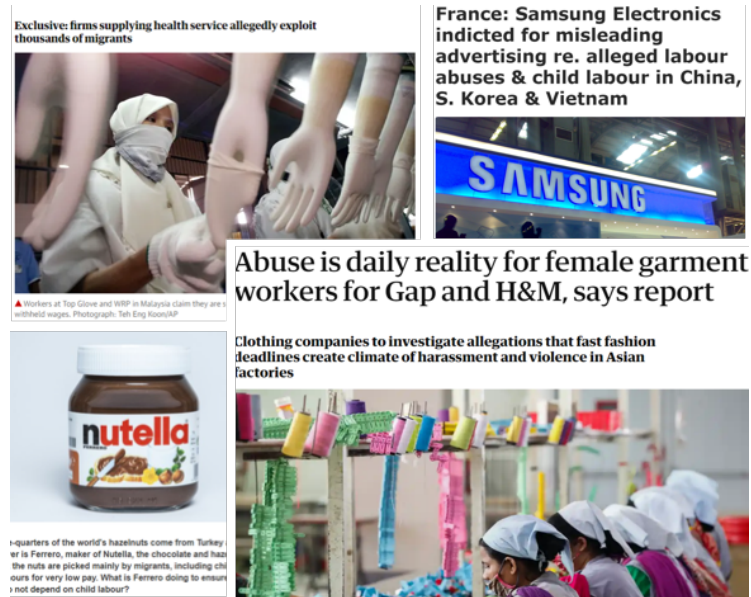 Exclusive: firms supplying health service allegedly exploit
thousands of migrants
Workers at Top Glove and WRP in Malaysia claim they are s
withheld wages. Photograph: Teh Eng Koon/AP
France: Samsung Electronics
indicted for misleading
advertising re. alleged labour
abuses & child labour in China,
S. Korea & Vietnam
SAMSUNG
Abuse is daily reality for female garment
workers for Gap and H&M, says report
Clothing companies to investigate allegations that fast fashion
deadlines create climate of harassment and violence in Asian
factories
nutella
FERRERO
-quarters of the world's hazelnuts come from Turkey
er is Ferrero, maker of Nutella, the chocolate and haze
the nuts are picked mainly by migrants, including chi
ours for very low pay. What is Ferrero doing to ensure
not depend on child labour?